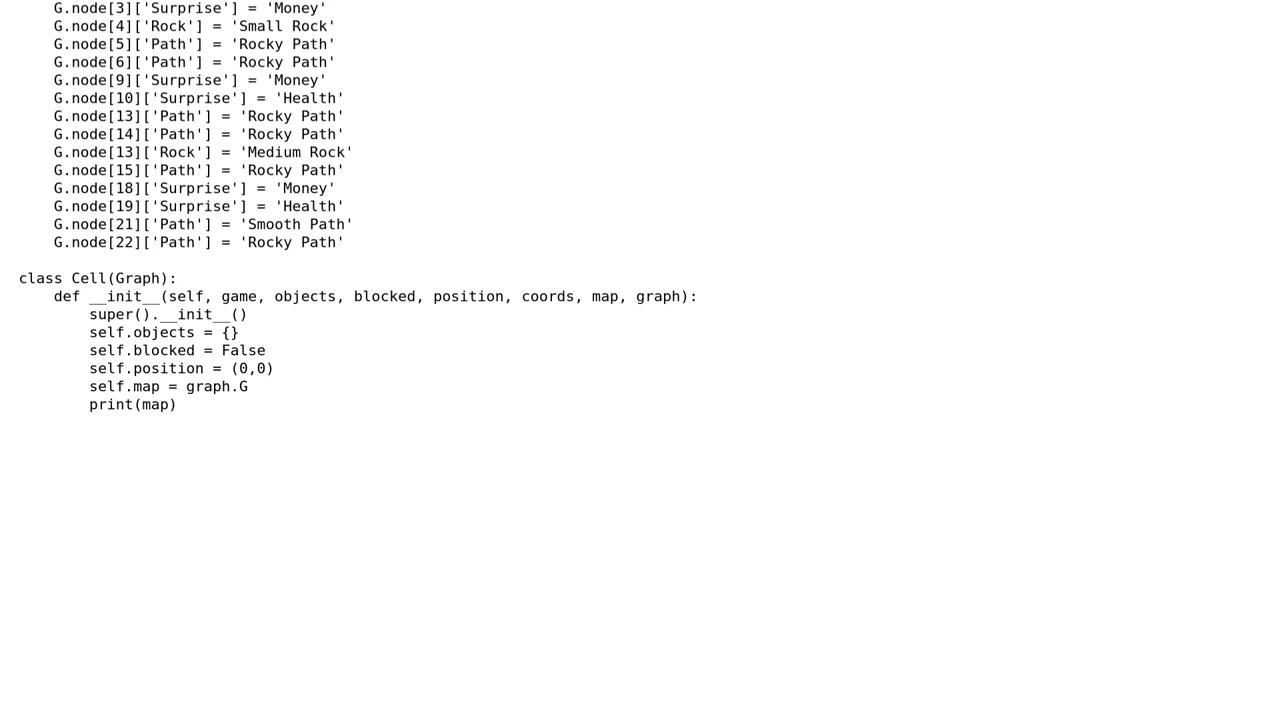 G.node[3]['Surprise'] = 'Money'
    G.node[4]['Rock'] = 'Small Rock'
    G.node[5]['Path'] = 'Rocky Path'
    G.node[6]['Path'] = 'Rocky Path'
    G.node[9]['Surprise'] = 'Money'
    G.node[10]['Surprise'] = 'Health'
    G.node[13]['Path'] = 'Rocky Path'
    G.node[14]['Path'] = 'Rocky Path'
    G.node[13]['Rock'] = 'Medium Rock'
    G.node[15]['Path'] = 'Rocky Path'
    G.node[18]['Surprise'] = 'Money'
    G.node[19]['Surprise'] = 'Health'
    G.node[21]['Path'] = 'Smooth Path'
    G.node[22]['Path'] = 'Rocky Path'

class Cell(Graph):
    def __init__(self, game, objects, blocked, position, coords, map, graph):
        super().__init__()
        self.objects = {}
        self.blocked = False
        self.position = (0,0)
        self.map = graph.G
        print(map)